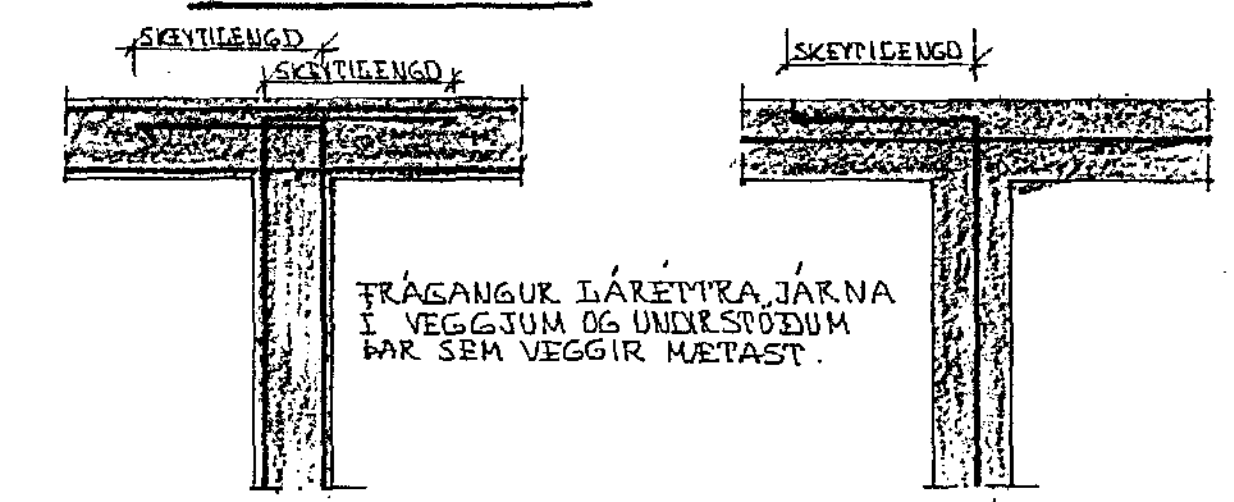 SKEYTILENGD
SKEYTILENGD
SKEYTILENGD
FRÁGANGUR LÁRÉTTRA JÁRNA
Í VEGGJUM OG UNDIRSTÖÐUM
ÞAR SEM VEGGIR MÆTAST.